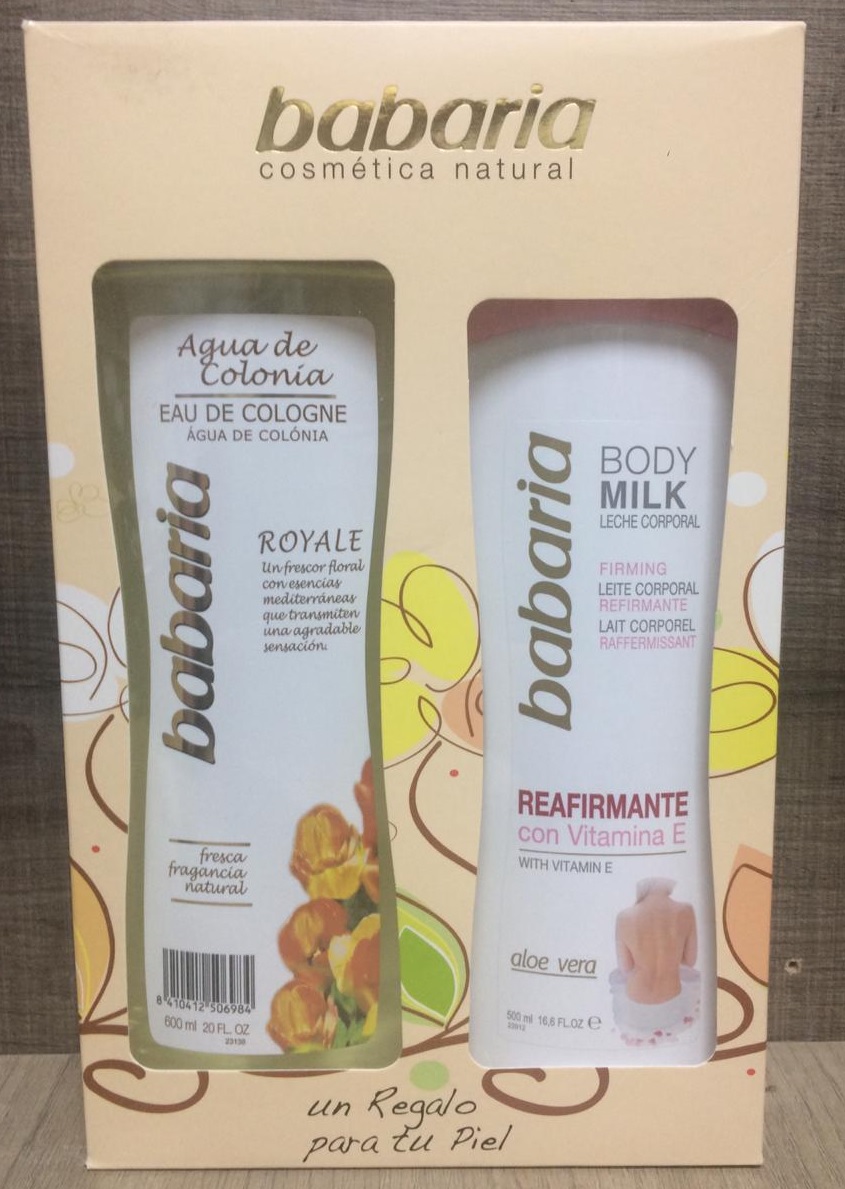 babaria
cosmética natural
Agua de
Colonia
EAU DE COLOGNE
ÁGUA DE COLÓNIA
babaria
ROYALE
Un frescor floral
con esencias
mediterráneas
que transmiten
una agradable
sensación.
fresca
fragancia
natural
8 410412 506984
600 ml 20 FL. OZ
23138
babaria
BODY
MILK
LECHE CORPORAL
FIRMING
LEITE CORPORAL
REFIRMANTE
LAIT CORPOREL
RAFFERMISSANT
REAFIRMANTE
con Vitamina E
WITH VITAMIN E
aloe vera
500 ml 16,6 FL.OZ e
un Regalo
para tu Piel